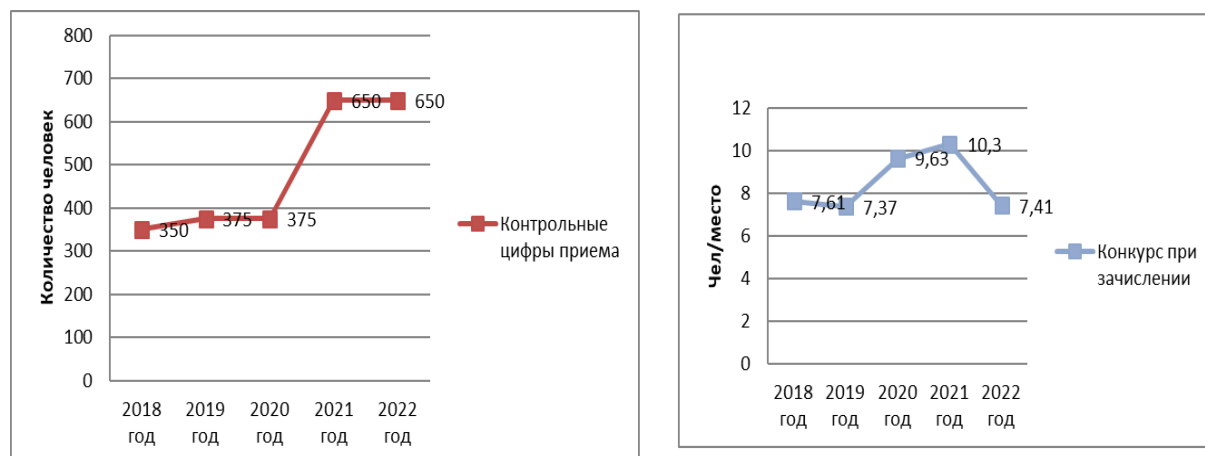 800
700
600
500
400
300
200
100
0
Количество человек
350
375
375
650
650
2018
год
2019
год
2020
год
2021
год
2022
год
Контрольные
цифры приема
12
10
8
6
4
2
0
Чел/место
7,61
7,37
9,63
10,3
7,41
2018
год
2019
год
2020
год
2021
год
2022
год
Конкурс при
зачислении